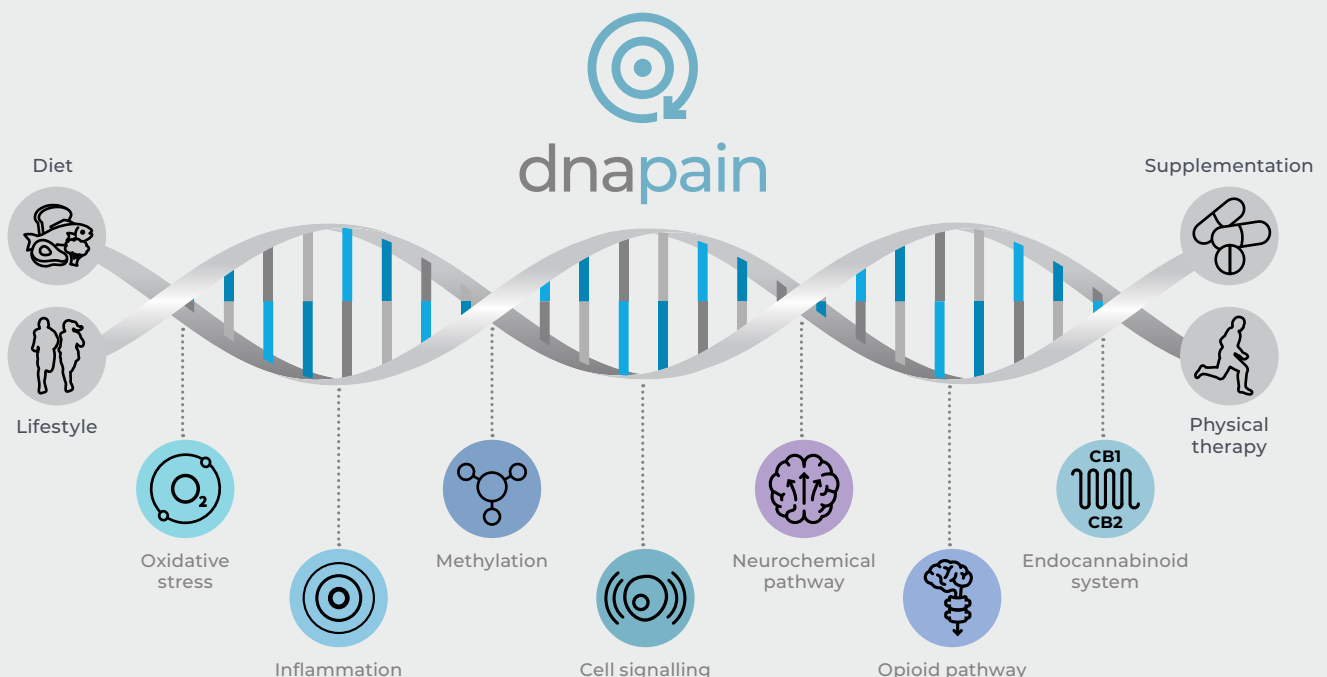 dnapain
Diet
Supplementation
Lifestyle
Physical
therapy
O2
Oxidative
stress
Inflammation
Methylation
Cell signalling
Neurochemical
pathway
Opioid pathway
CB1
CB2
Endocannabinoid
system